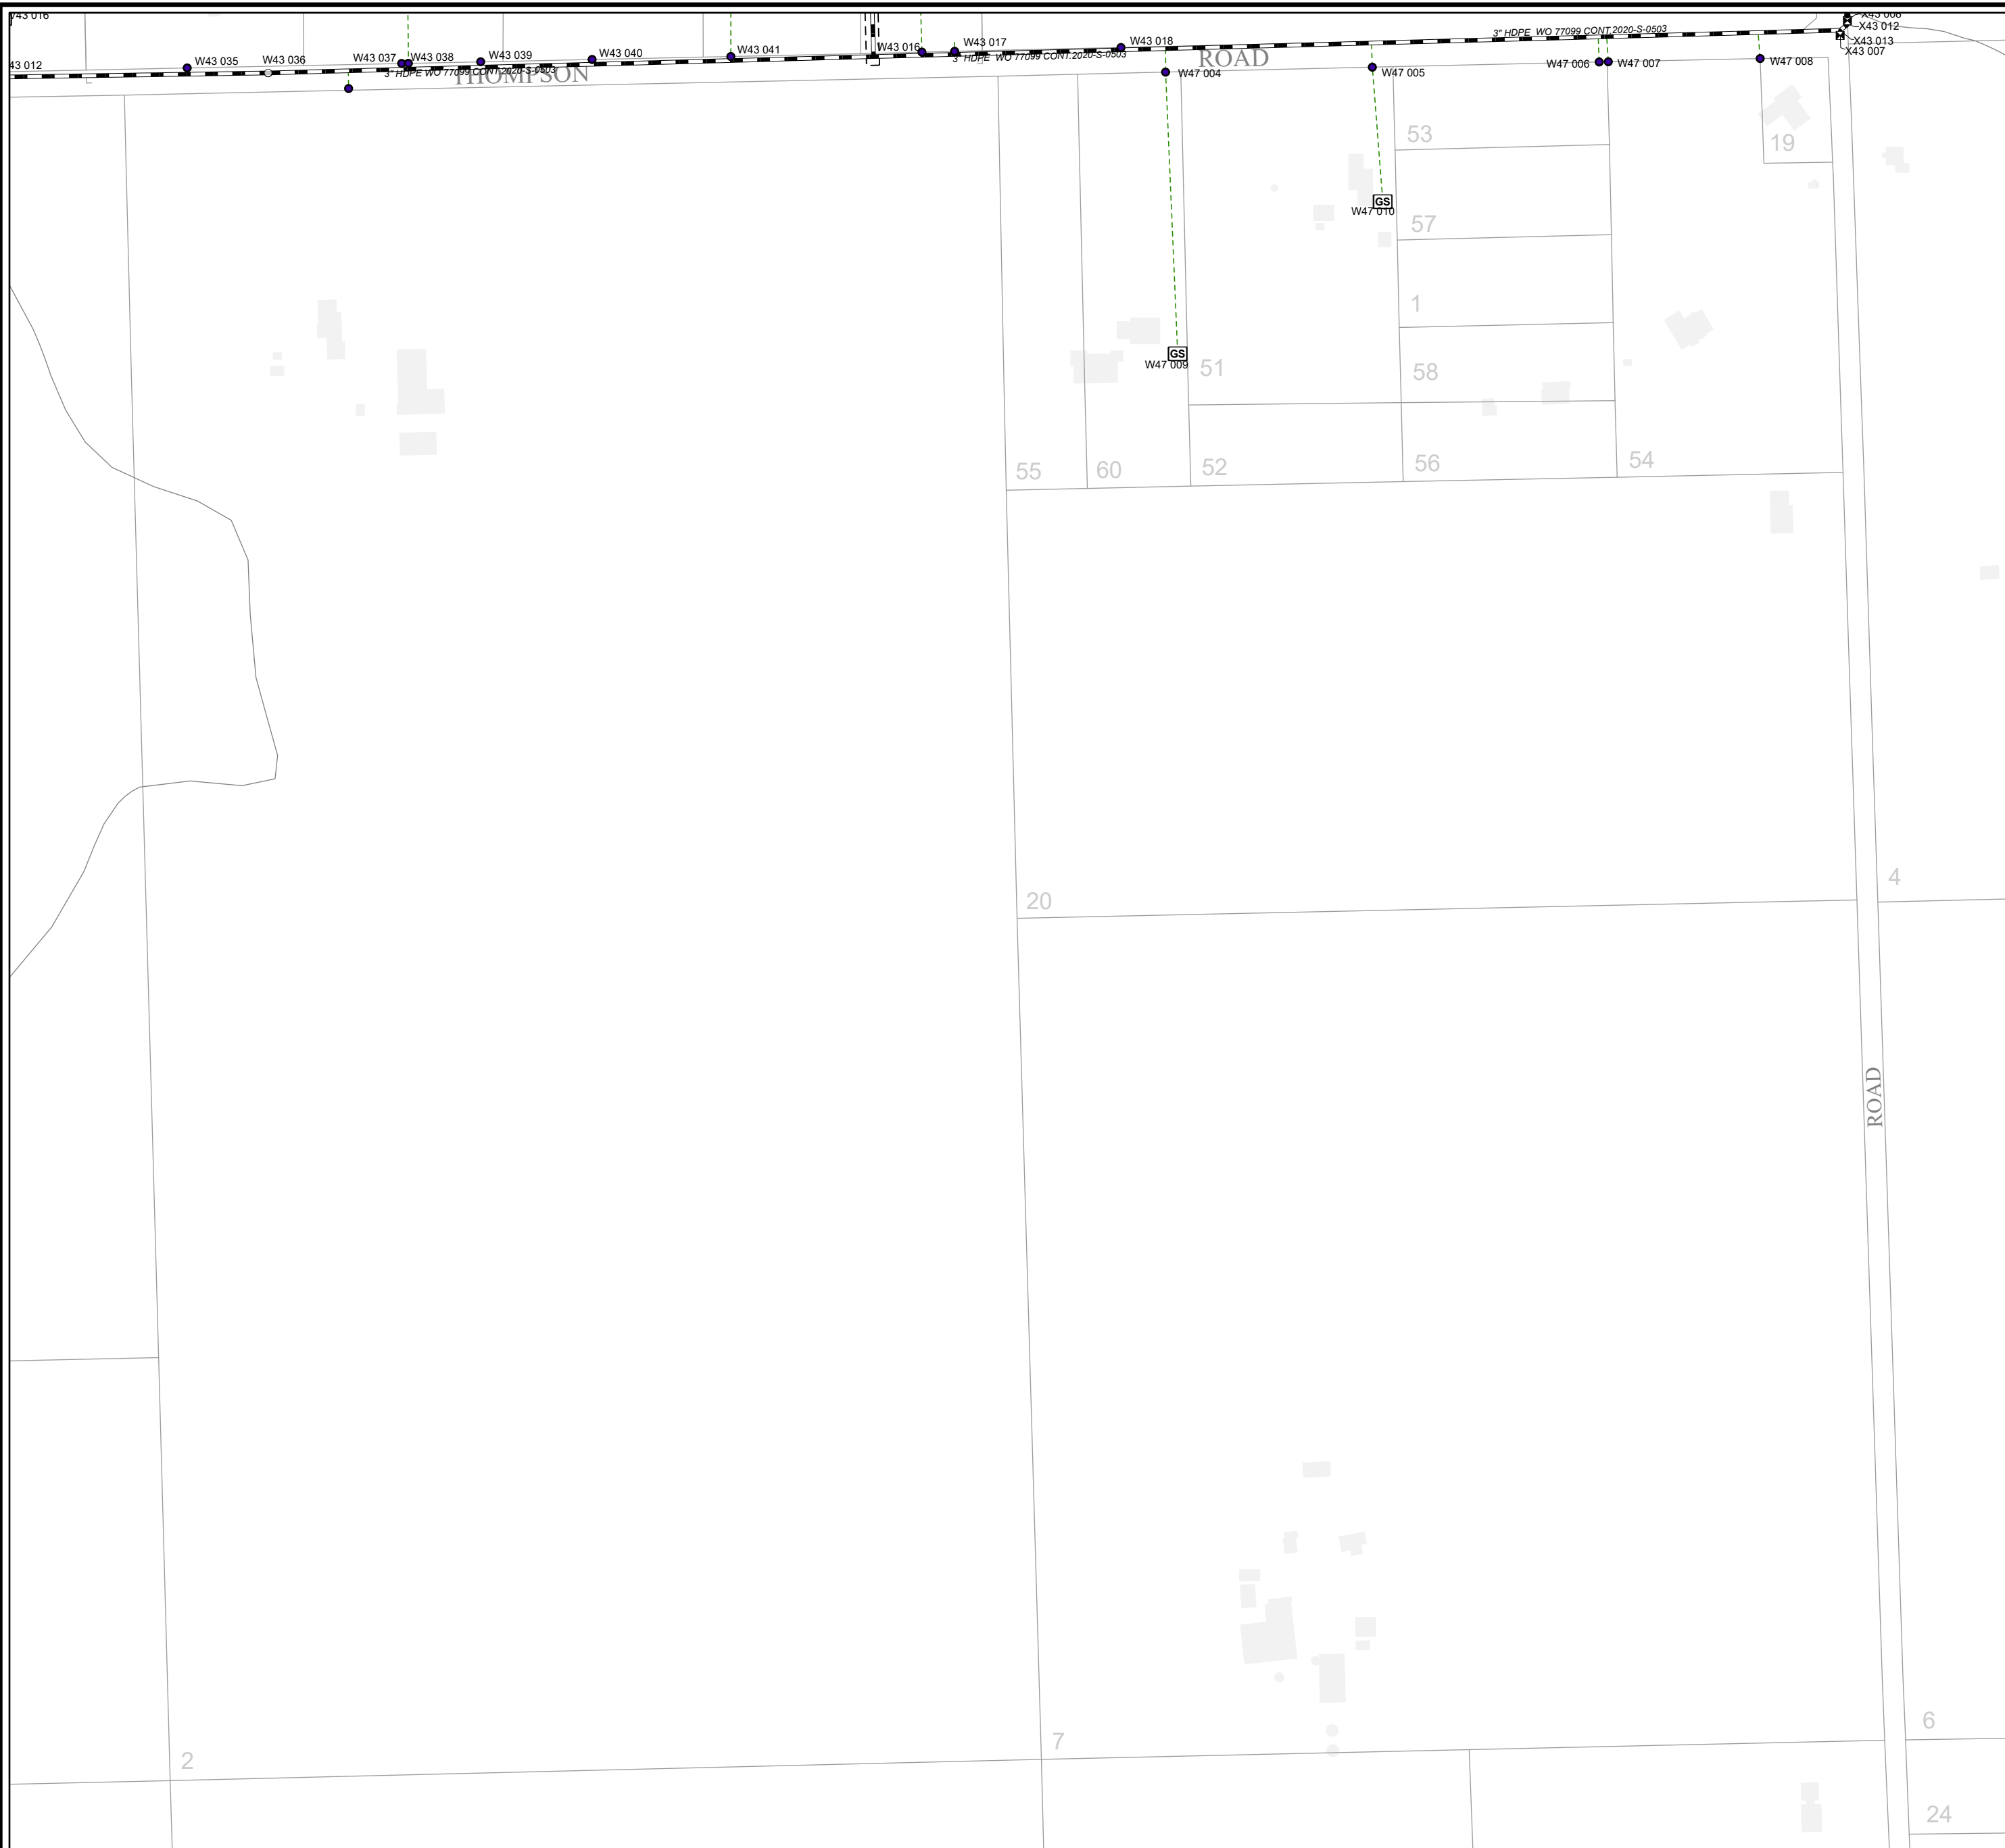 X43 008
X43 012
X43 013
X43 007
43 012
W43 035
W43 036
W43 037
W43 038
W43 039
W43 040
W43 041
W43 016
W43 017
W43 018
3" HDPE WO 77099 CONT.2020-S-0503
3" HDPE WO 77099 CONT.2020-S-0503
3" HDPE WO 77099 CONT.2020-S-0503
THOMPSON
ROAD
W47 004
W47 005
W47 006
W47 007
W47 008
53
19
GS
W47 010
57
1
GS
W47 009
51
58
55
60
52
56
54
20
4
ROAD
7
2
6
24